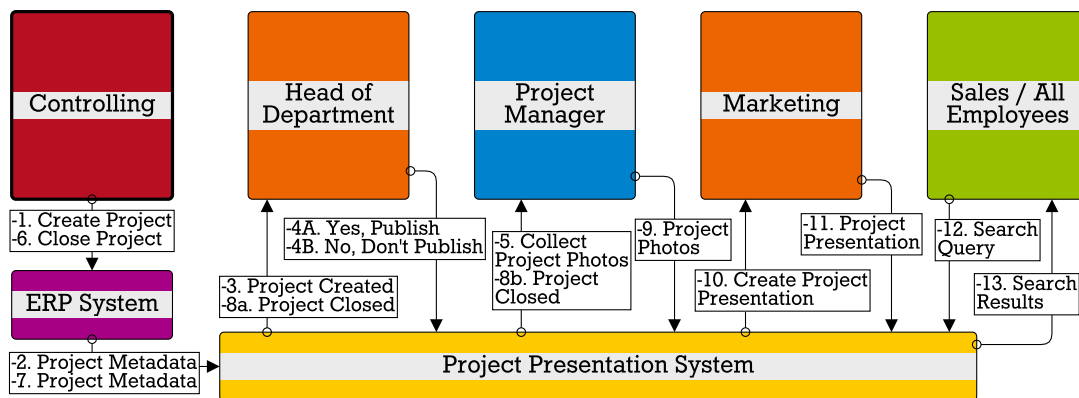 Controlling
Head of
Department
Project
Manager
Marketing
Sales / All
Employees
-1. Create Project
-6. Close Project
-4A. Yes, Publish
-4B. No, Don't Publish
-5. Collect
Project Photos
-8b. Project
Closed
-9. Project
Photos
-11. Project
Presentation
-12. Search
Query
-3. Project Created
-8a. Project Closed
-10. Create Project
Presentation
-13. Search
Results
ERP System
-2. Project Metadata
-7. Project Metadata
Project Presentation System